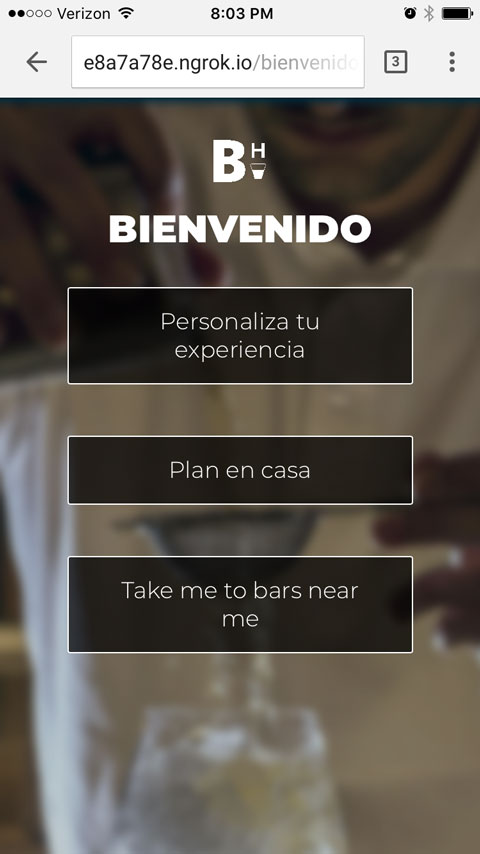 Verizon 8:03 PM
e8a7a78e.ngrok.io/bienvenido
3
BH
BIENVENIDO
Personaliza tu
experiencia
Plan en casa
Take me to bars near
me